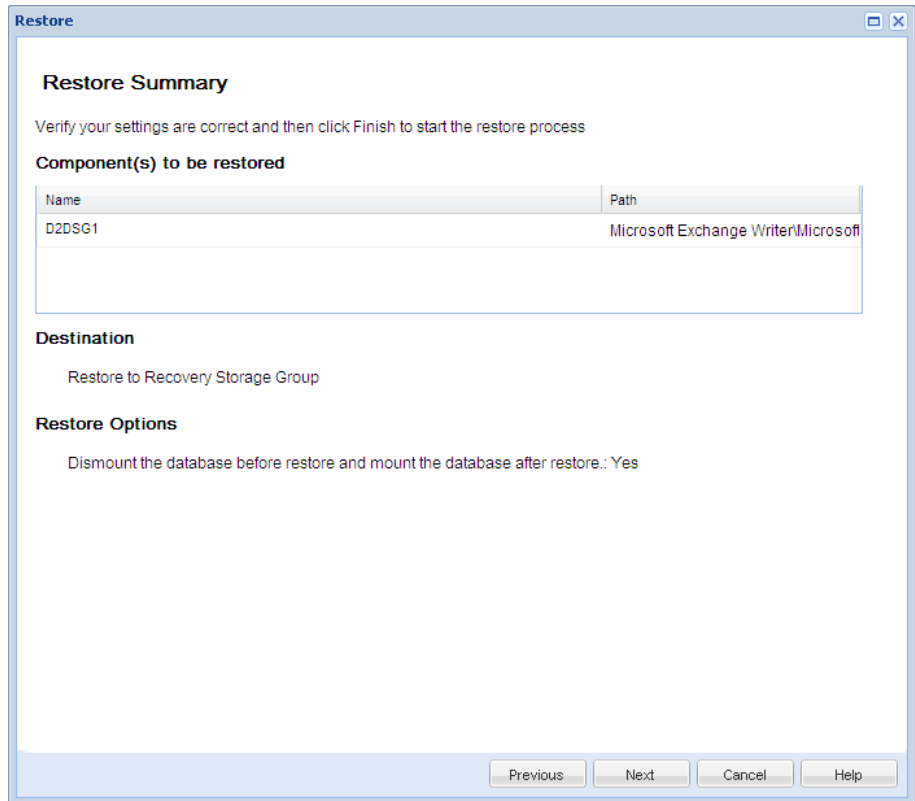 Restore
Restore Summary
Verify your settings are correct and then click Finish to start the restore process
Component(s) to be restored
Name Path
D2DSG1 Microsoft Exchange Writer\Microsoft
Destination
Restore to Recovery Storage Group
Restore Options
Dismount the database before restore and mount the database after restore.: Yes
Previous Next Cancel Help